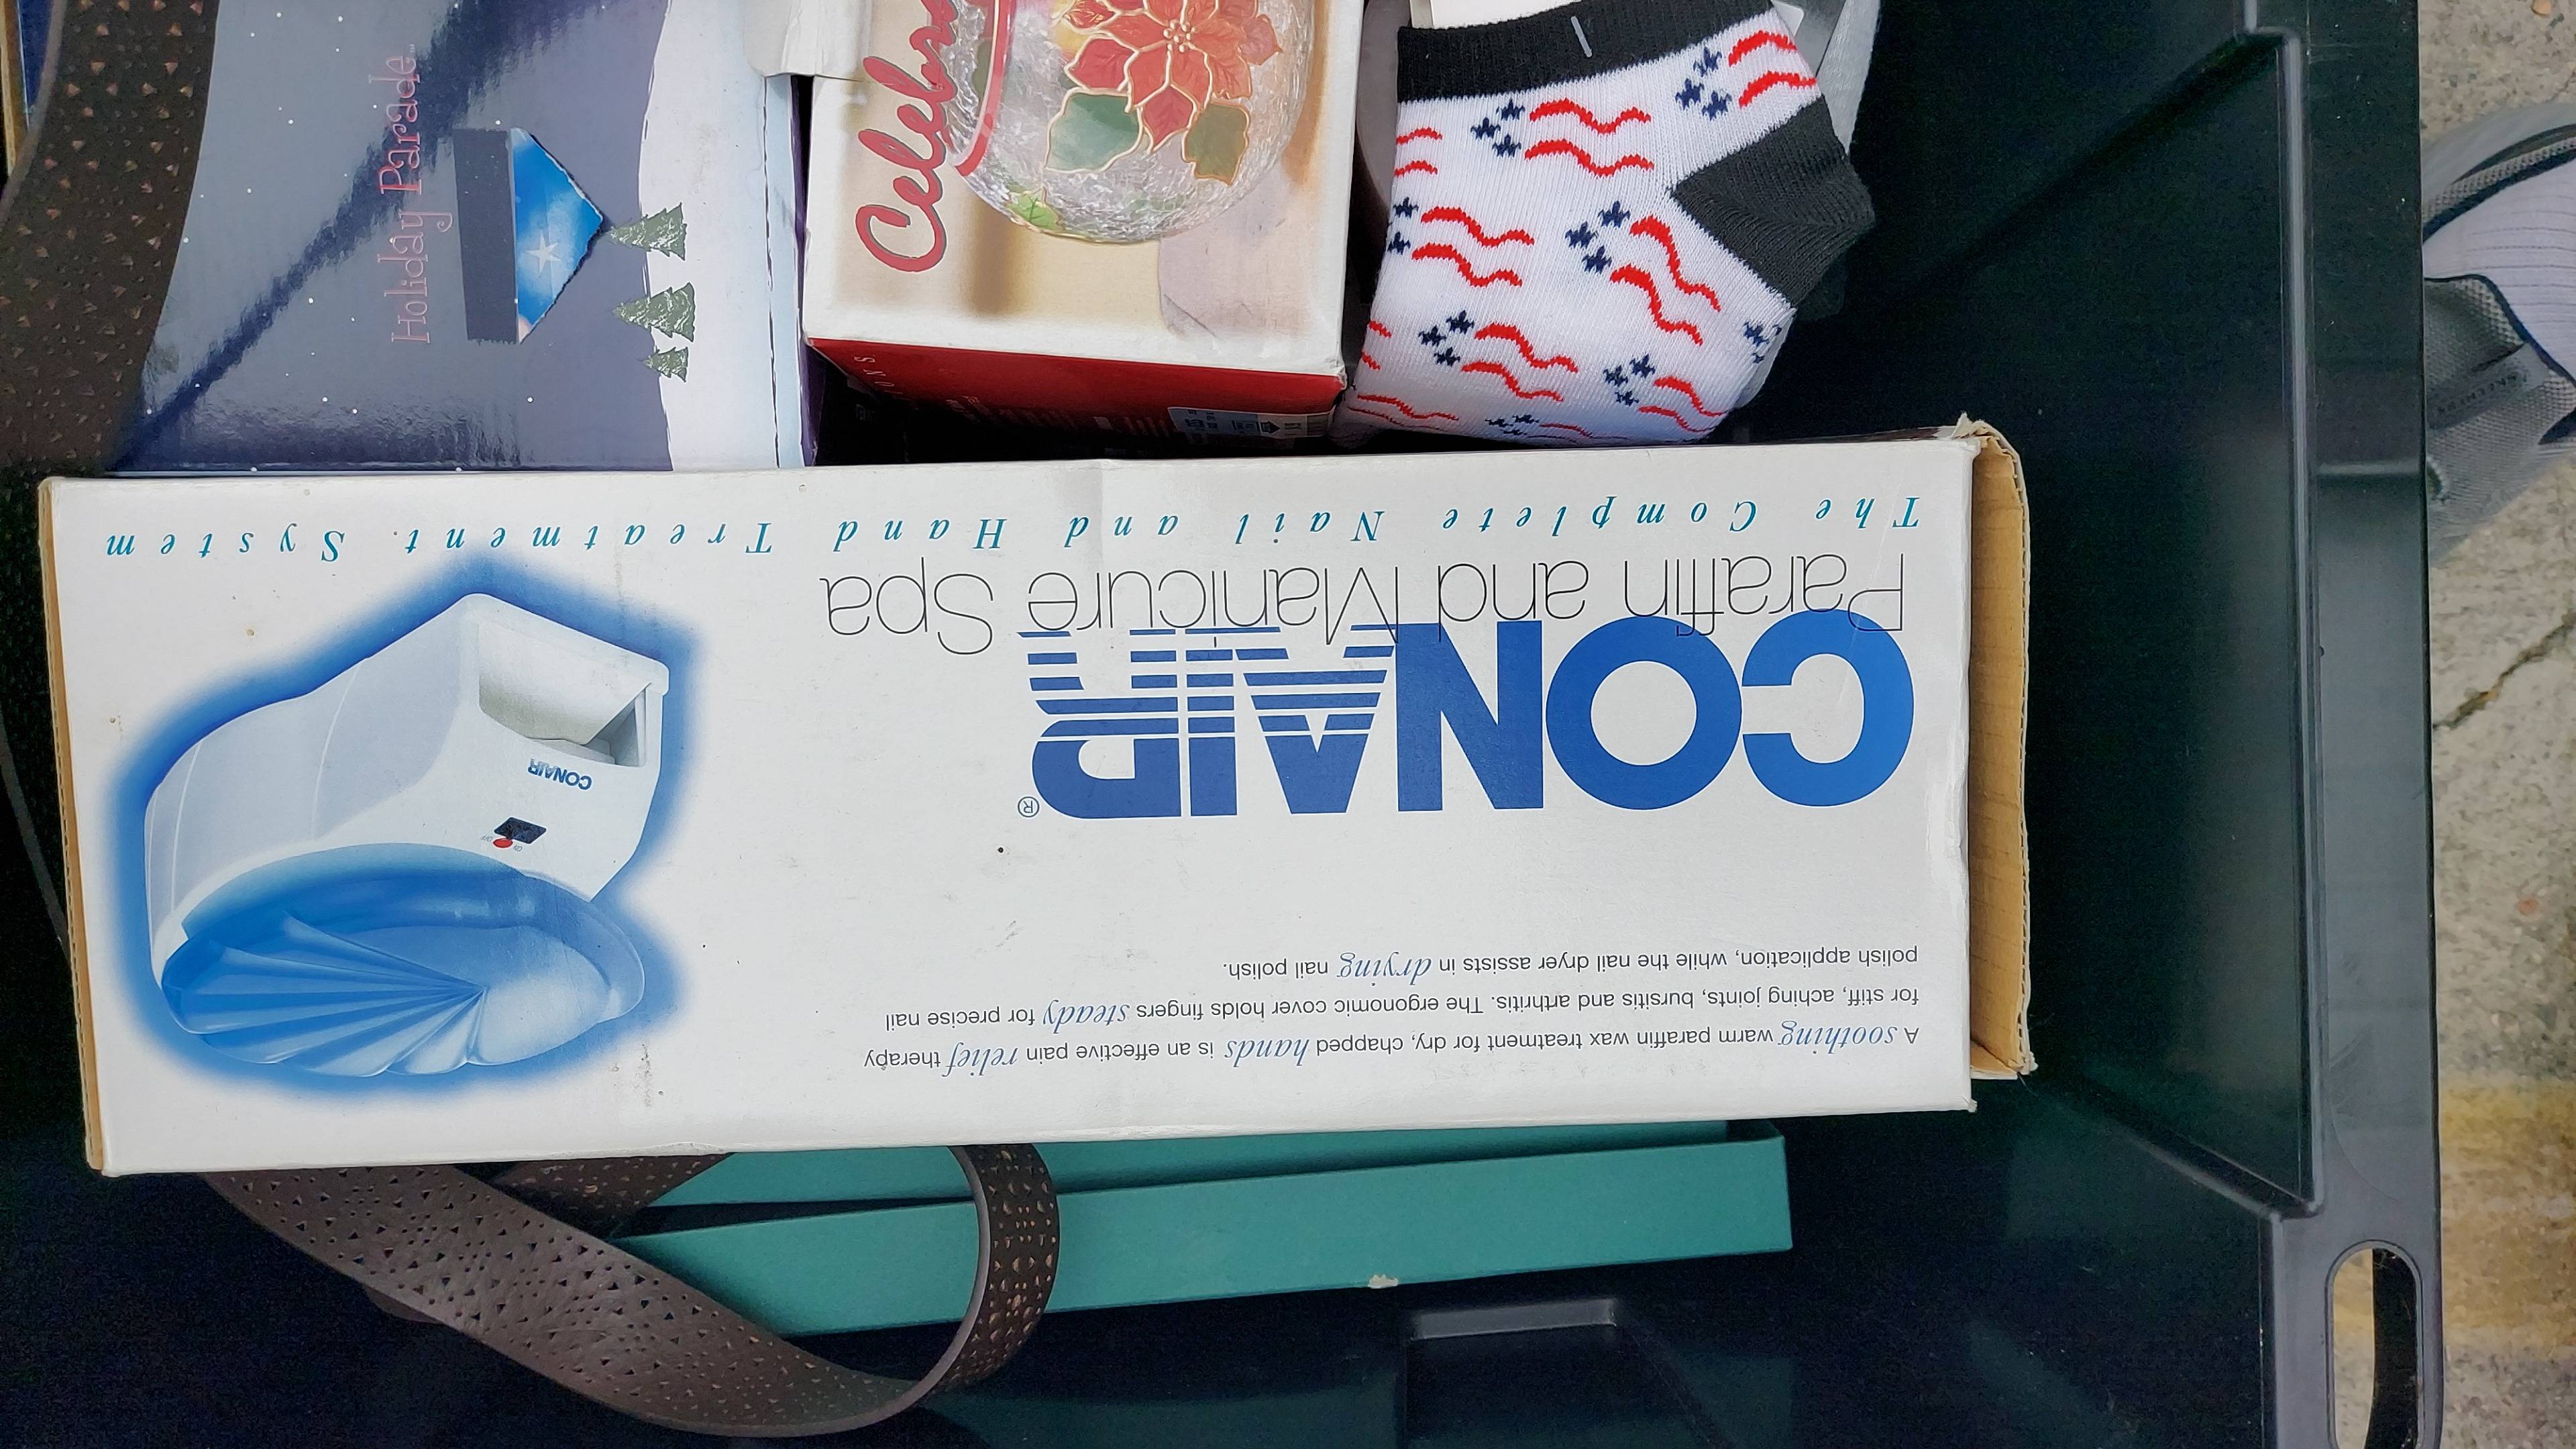 Holiday Parade
Celebr
The Complete Nail and Hand Treatment System
Paraffin and Manicure Spa
CONAIR®
CONAIR
A soothing warm paraffin wax treatment for dry, chapped hands is an effective pain relief therapy
for stiff, aching joints, bursitis and arthritis. The ergonomic cover holds fingers steady for precise nail
polish application, while the nail dryer assists in drying nail polish.
SKECHERS